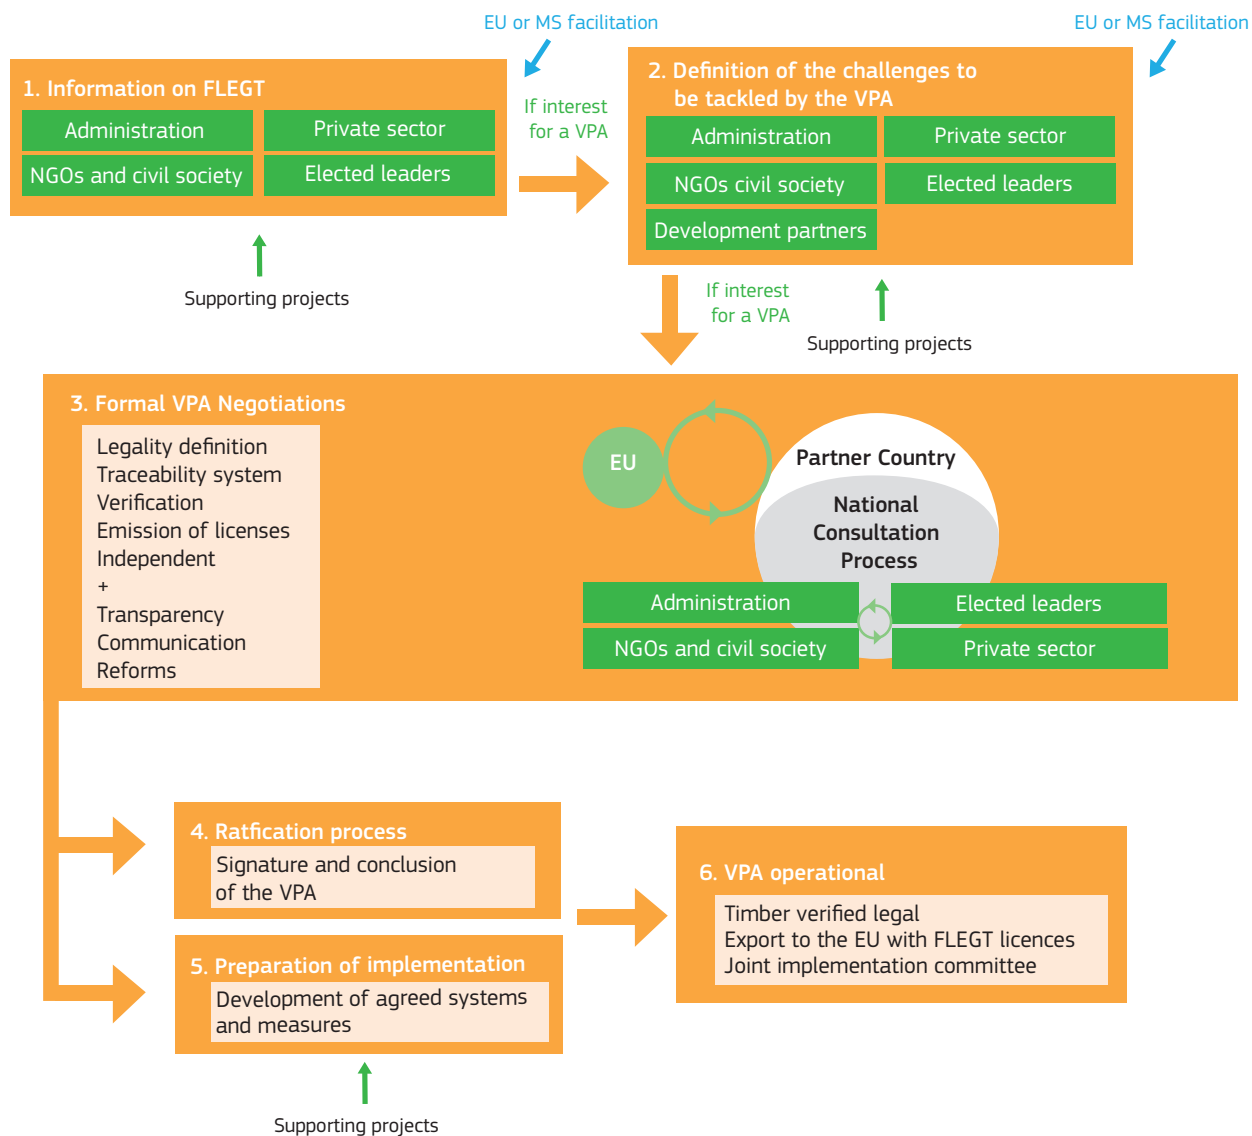 EU or MS facilitation
EU or MS facilitation
1. Information on FLEGT
Administration
Private sector
NGOs and civil society
Elected leaders
Supporting projects
If interest
for a VPA
2. Definition of the challenges to
be tackled by the VPA
Administration
Private sector
NGOs civil society
Elected leaders
Development partners
If interest
for a VPA
Supporting projects
3. Formal VPA Negotiations
Legality definition
Traceability system
Verification
Emission of licenses
Independent
+
Transparency
Communication
Reforms
EU
Partner Country
National
Consultation
Process
Administration
Elected leaders
NGOs and civil society
Private sector
4. Ratfication process
Signature and conclusion
of the VPA
5. Preparation of implementation
Development of agreed systems
and measures
Supporting projects
6. VPA operational
Timber verified legal
Export to the EU with FLEGT licences
Joint implementation committee